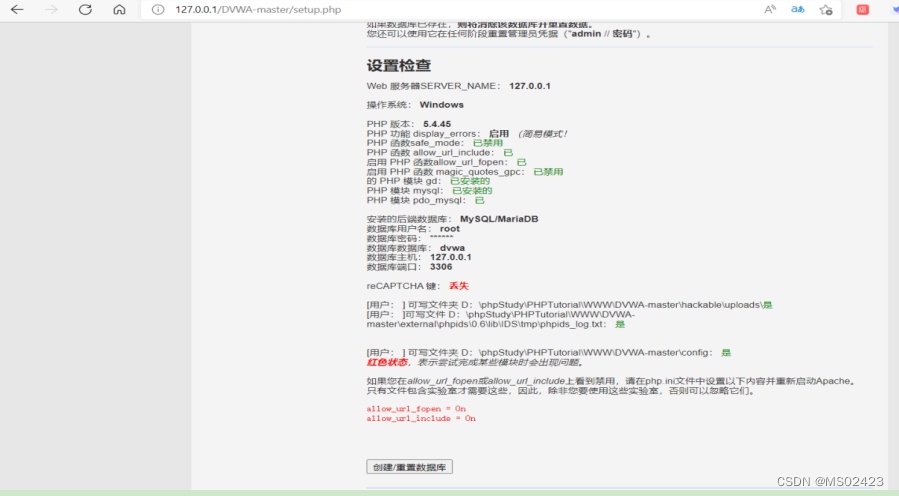 127.0.0.1/DVWA-master/setup.php
如果数据库已存在，则将清除该数据库并重置数据。
您还可以使用它在任何阶段重置管理员凭据（"admin // 密码"）。
设置检查
Web 服务器SERVER_NAME： 127.0.0.1
操作系统： Windows
PHP 版本： 5.4.45
PHP 功能 display_errors： 启用 （简易模式！
PHP 函数safe_mode： 已禁用
PHP 函数 allow_url_include： 已
启用 PHP 函数allow_url_fopen： 已
启用 PHP 函数 magic_quotes_gpc： 已禁用
的 PHP 模块 gd： 已安装的
PHP 模块 mysql： 已安装的
PHP 模块 pdo_mysql： 已
安装的后端数据库： MySQL/MariaDB
数据库用户名： root
数据库密码： ******
数据库数据库： dvwa
数据库主机： 127.0.0.1
数据库端口： 3306
reCAPTCHA 键： 丢失
[用户： ] 可写文件夹 D：\phpStudy\PHPTutorial\WWW\DVWA-master\hackable\uploads\是
[用户： ]可写文件 D：\phpStudy\PHPTutorial\WWW\DVWA-
master\external\phpids\0.6\lib\IDS\tmp\phpids_log.txt： 是
[用户： ] 可写文件夹 D：\phpStudy\PHPTutorial\WWW\DVWA-master\config： 是
红色状态，表示尝试完成某些模块时会出现问题。
如果您在allow_url_fopen或allow_url_include上看到禁用，请在php.ini文件中设置以下内容并重新启动Apache。
只有文件包含实验室才需要这些，因此，除非您要使用这些实验室，否则可以忽略它们。
allow_url_fopen = On
allow_url_include = On
创建/重置数据库
CSDN @MS02423